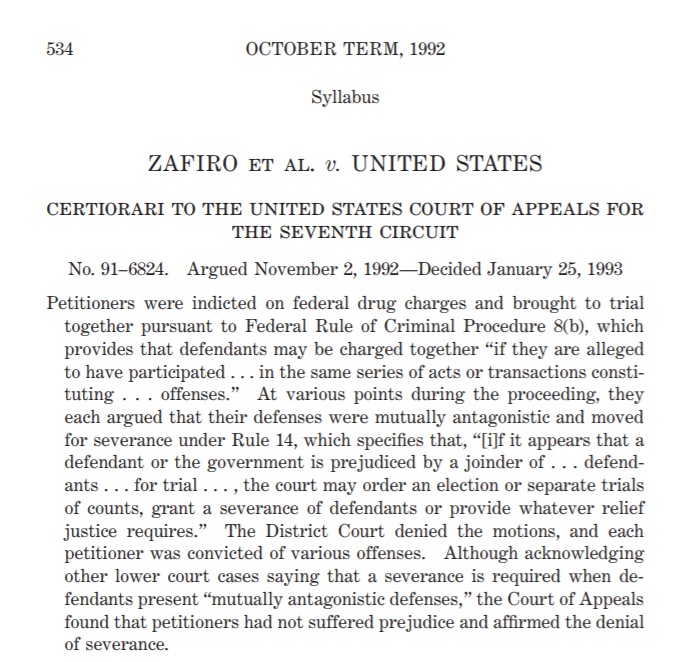 534
OCTOBER TERM, 1992
Syllabus
ZAFIRO ET AL. v. UNITED STATES
CERTIORARI TO THE UNITED STATES COURT OF APPEALS FOR
THE SEVENTH CIRCUIT
No. 91–6824. Argued November 2, 1992—Decided January 25, 1993
Petitioners were indicted on federal drug charges and brought to trial
together pursuant to Federal Rule of Criminal Procedure 8(b), which
provides that defendants may be charged together “if they are alleged
to have participated . . . in the same series of acts or transactions consti-
tuting . . . offenses.” At various points during the proceeding, they
each argued that their defenses were mutually antagonistic and moved
for severance under Rule 14, which specifies that, “[i]f it appears that a
defendant or the government is prejudiced by a joinder of . . . defend-
ants . . . for trial . . . , the court may order an election or separate trials
of counts, grant a severance of defendants or provide whatever relief
justice requires.” The District Court denied the motions, and each
petitioner was convicted of various offenses. Although acknowledging
other lower court cases saying that a severance is required when de-
fendants present “mutually antagonistic defenses,” the Court of Appeals
found that petitioners had not suffered prejudice and affirmed the denial
of severance.